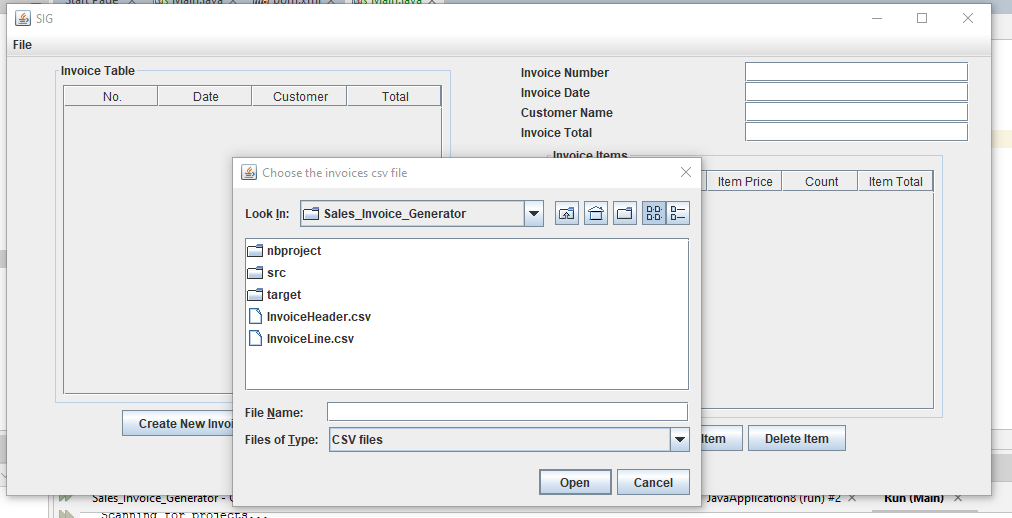 Start Page
Main.java
pom.xml
Main.java
SIG
File
Invoice Table
No. Date Customer Total
Invoice Number
Invoice Date
Customer Name
Invoice Total
Invoice Items
Item Price Count Item Total
Choose the invoices csv file
Look In: Sales_Invoice_Generator
nbproject
src
target
InvoiceHeader.csv
InvoiceLine.csv
File Name:
Files of Type: CSV files
Open Cancel
Create New Invoi
Item
Delete Item
Sales_Invoice_Generator -
JavaApplication8 (run) #2
Run (Main)
Scanning for projects...